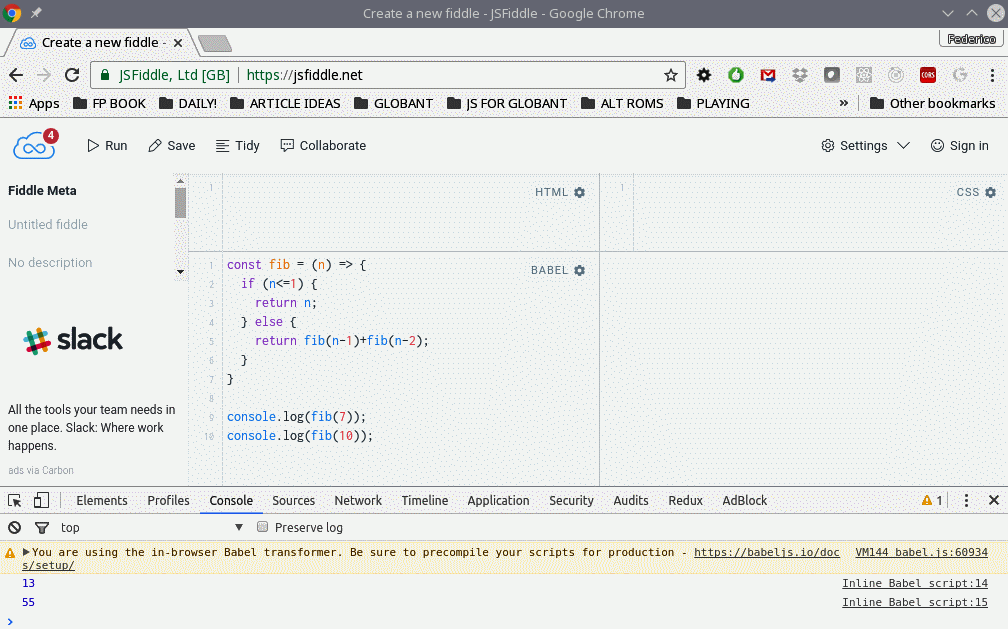 Create a new fiddle - JSFiddle - Google Chrome
Create a new fiddle -
Federico
JSFiddle, Ltd [GB] https://jsfiddle.net
CORS
Apps FP BOOK DAILY! ARTICLE IDEAS GLOBANT JS FOR GLOBANT ALT ROMS PLAYING » Other bookmarks
4
Run Save Tidy Collaborate Settings Sign in
Fiddle Meta
Untitled fiddle
No description
slack
All the tools your team needs in
one place. Slack: Where work
happens.
ads via Carbon
1
HTML
1
CSS
BABEL
1 const fib = (n) => {
2   if (n<=1) {
3     return n;
4   } else {
5     return fib(n-1)+fib(n-2);
6   }
7 }
8
9 console.log(fib(7));
10 console.log(fib(10));
Elements Profiles Console Sources Network Timeline Application Security Audits Redux AdBlock 1
top Preserve log
You are using the in-browser Babel transformer. Be sure to precompile your scripts for production - https://babeljs.io/doc VM144 babel.js:60934
s/setup/
13 Inline Babel script:14
55 Inline Babel script:15
>